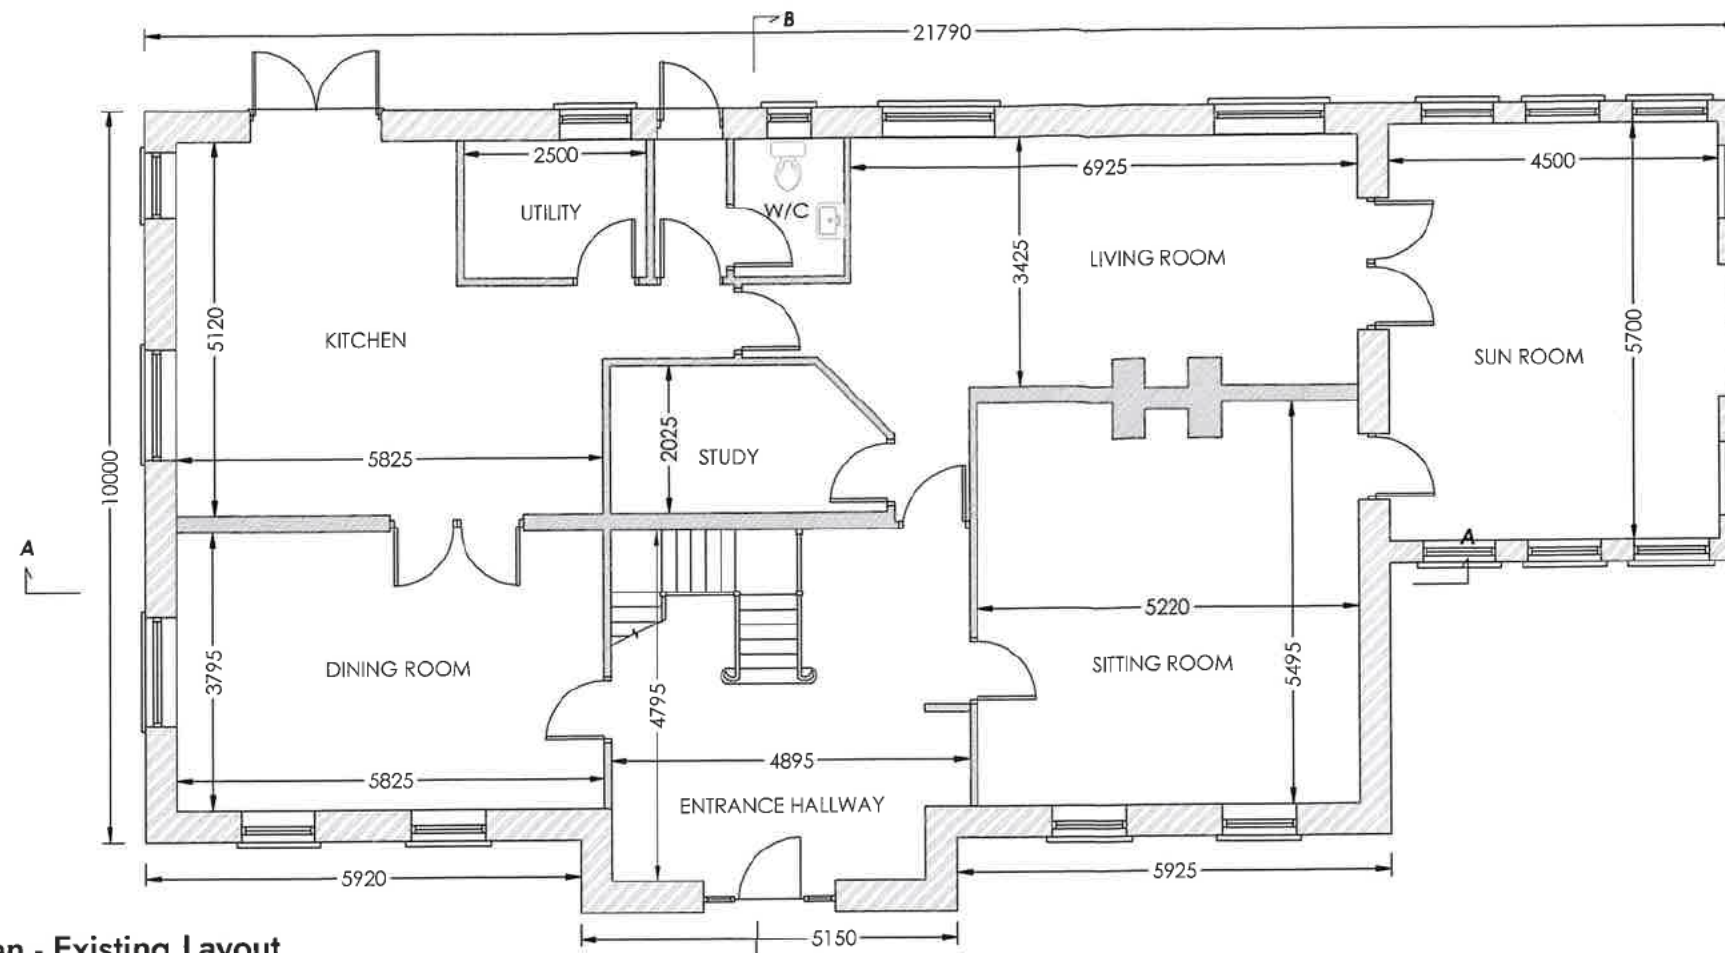 B
21790
2500
6925
4500
UTILITY
W/C
LIVING ROOM
3425
5120
KITCHEN
5700
SUN ROOM
10000
5825
2025
STUDY
A
A
3795
DINING ROOM
4795
5220
SITTING ROOM
5495
4895
5825
ENTRANCE HALLWAY
5920
5925
5150
an - Existing Layout